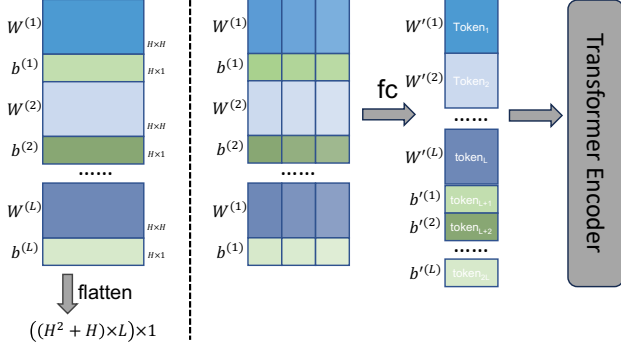 W^(1)
H×H
b^(1)
H×1
W^(2)
H×H
b^(2)
H×1
......
W^(L)
H×H
b^(L)
H×1
flatten
((H^2 + H)×L)×1
W^(1)
b^(1)
W^(2)
b^(2)
......
W^(1)
b^(1)
fc
W'^(1) Token_1
W'^(2) Token_2
......
W'^(L) token_L
b'^(1) token_L+1
b'^(2) token_L+2
......
b'^(L) token_2L
Transformer Encoder